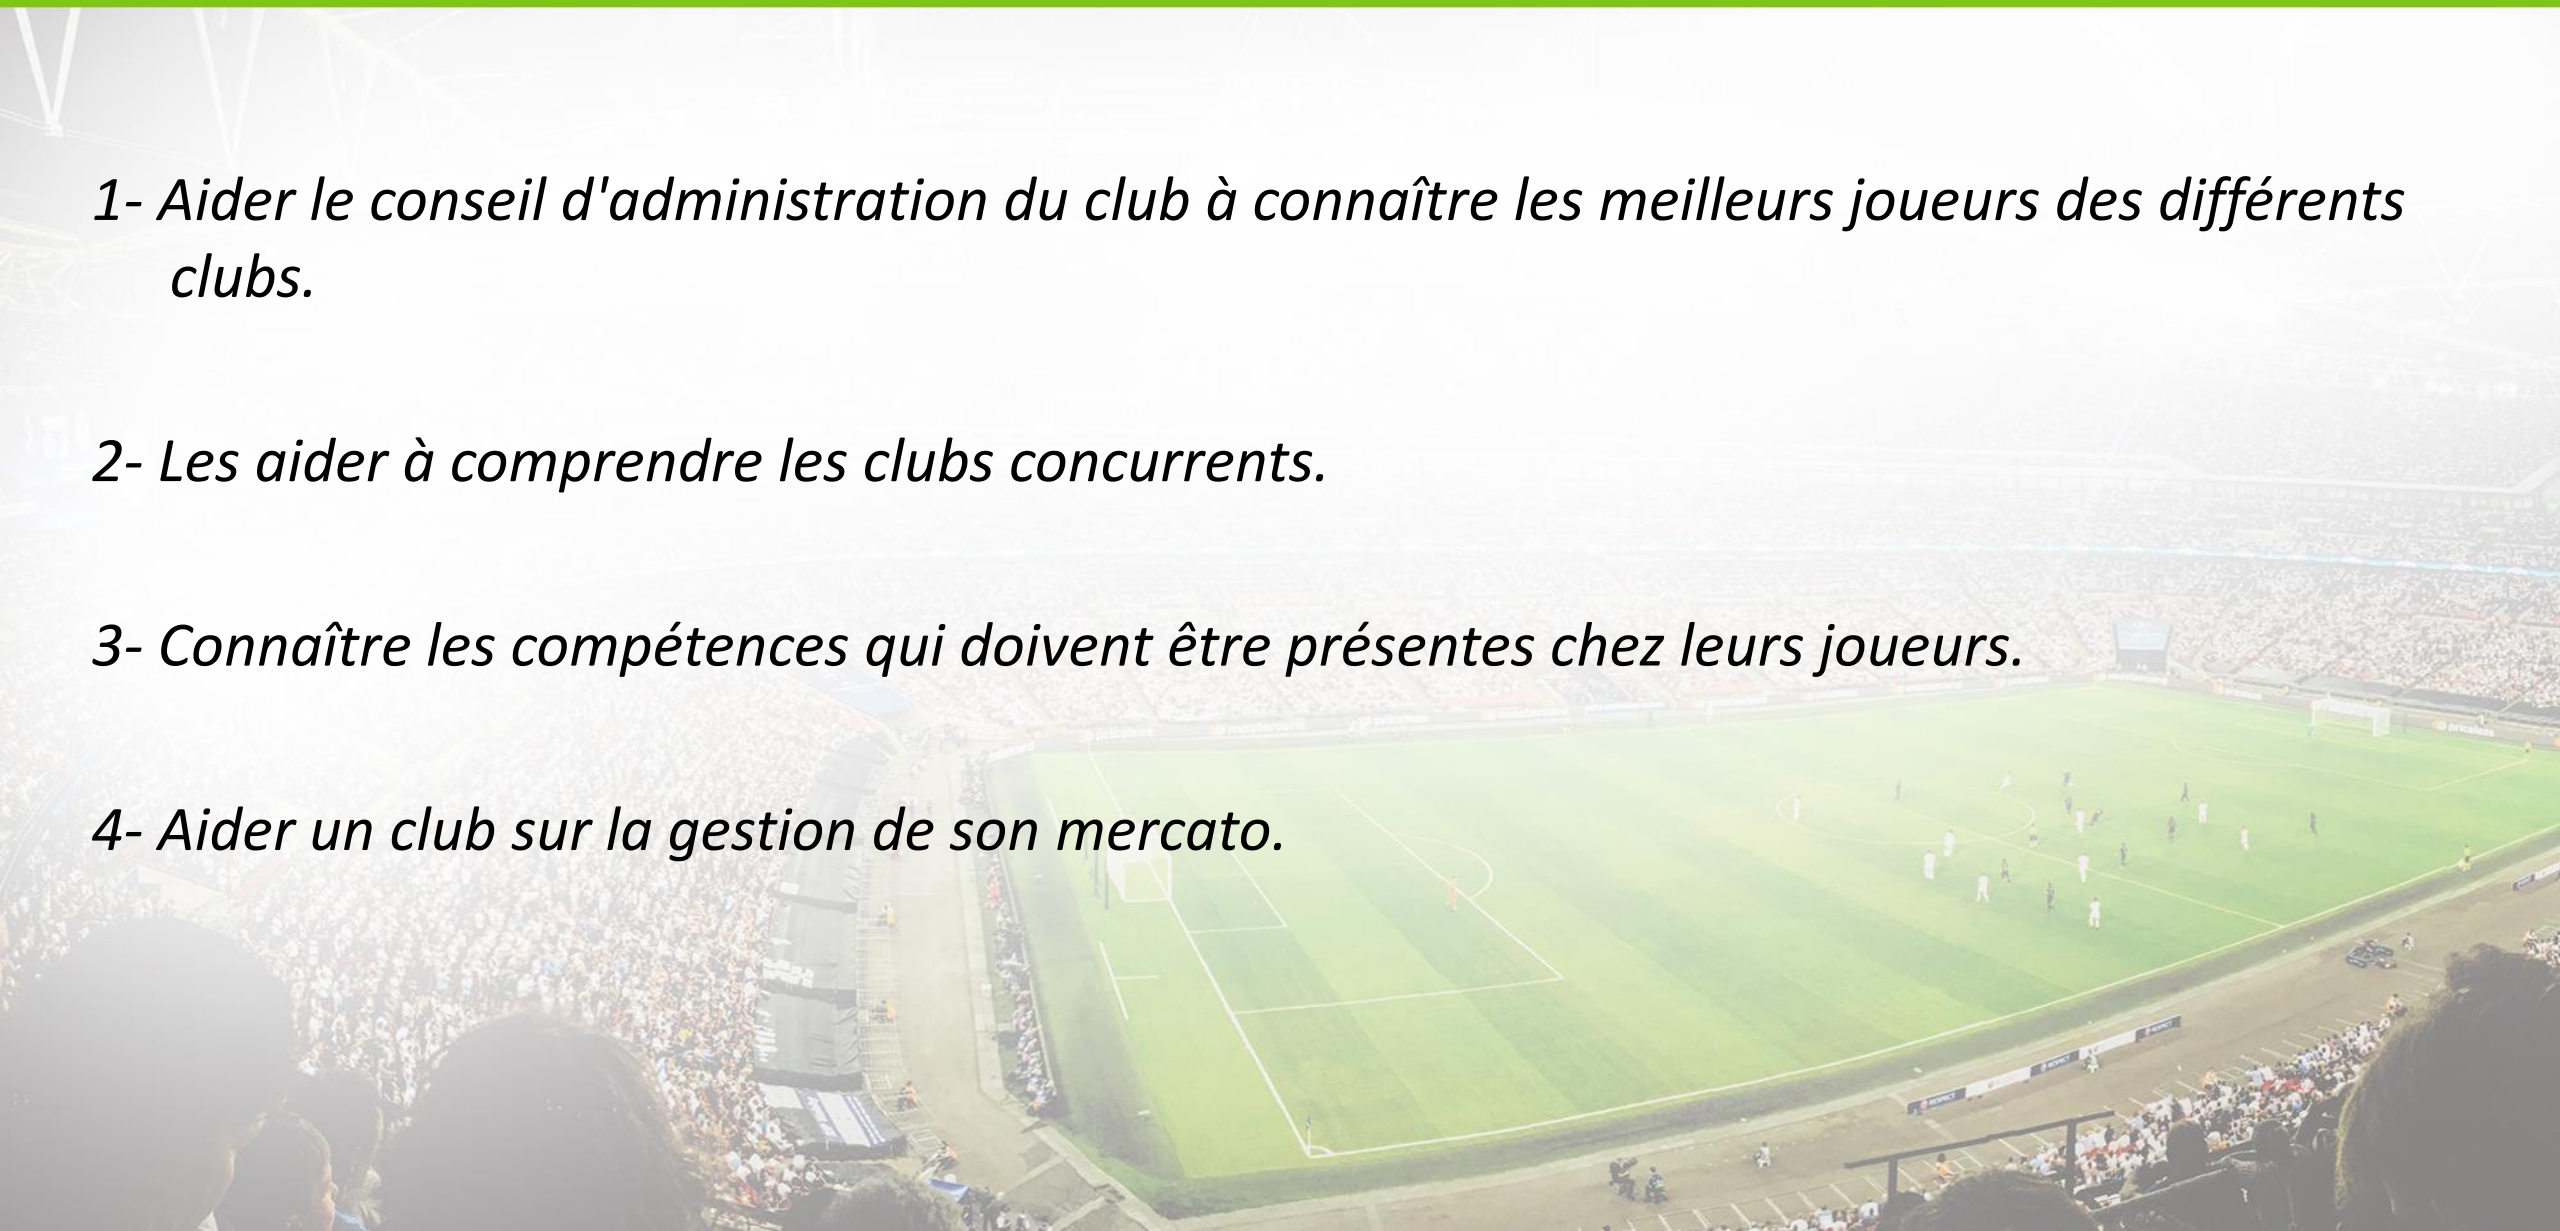 1- Aider le conseil d'administration du club à connaître les meilleurs joueurs des différents
clubs.
2- Les aider à comprendre les clubs concurrents.
3- Connaître les compétences qui doivent être présentes chez leurs joueurs.
4- Aider un club sur la gestion de son mercato.